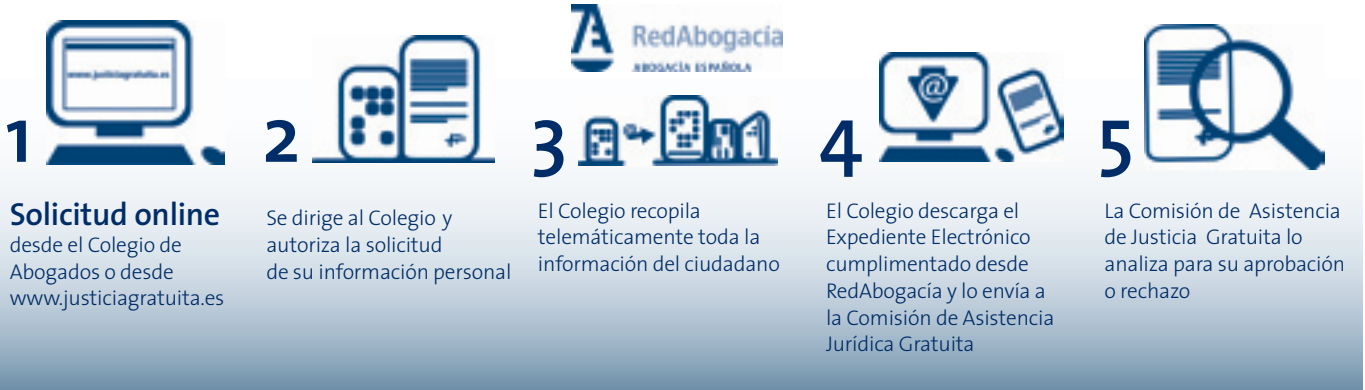 www.justiciagratuita.es
RedAbogacía
ABOGACÍA ESPAÑOLA
1
Solicitud online
desde el Colegio de
Abogados o desde
www.justiciagratuita.es
2
Se dirige al Colegio y
autoriza la solicitud
de su información personal
3
El Colegio recopila
telemáticamente toda la
información del ciudadano
4
@
El Colegio descarga el
Expediente Electrónico
cumplimentado desde
RedAbogacía y lo envía a
la Comisión de Asistencia
Jurídica Gratuita
5
La Comisión de Asistencia
de Justicia Gratuita lo
analiza para su aprobación
o rechazo